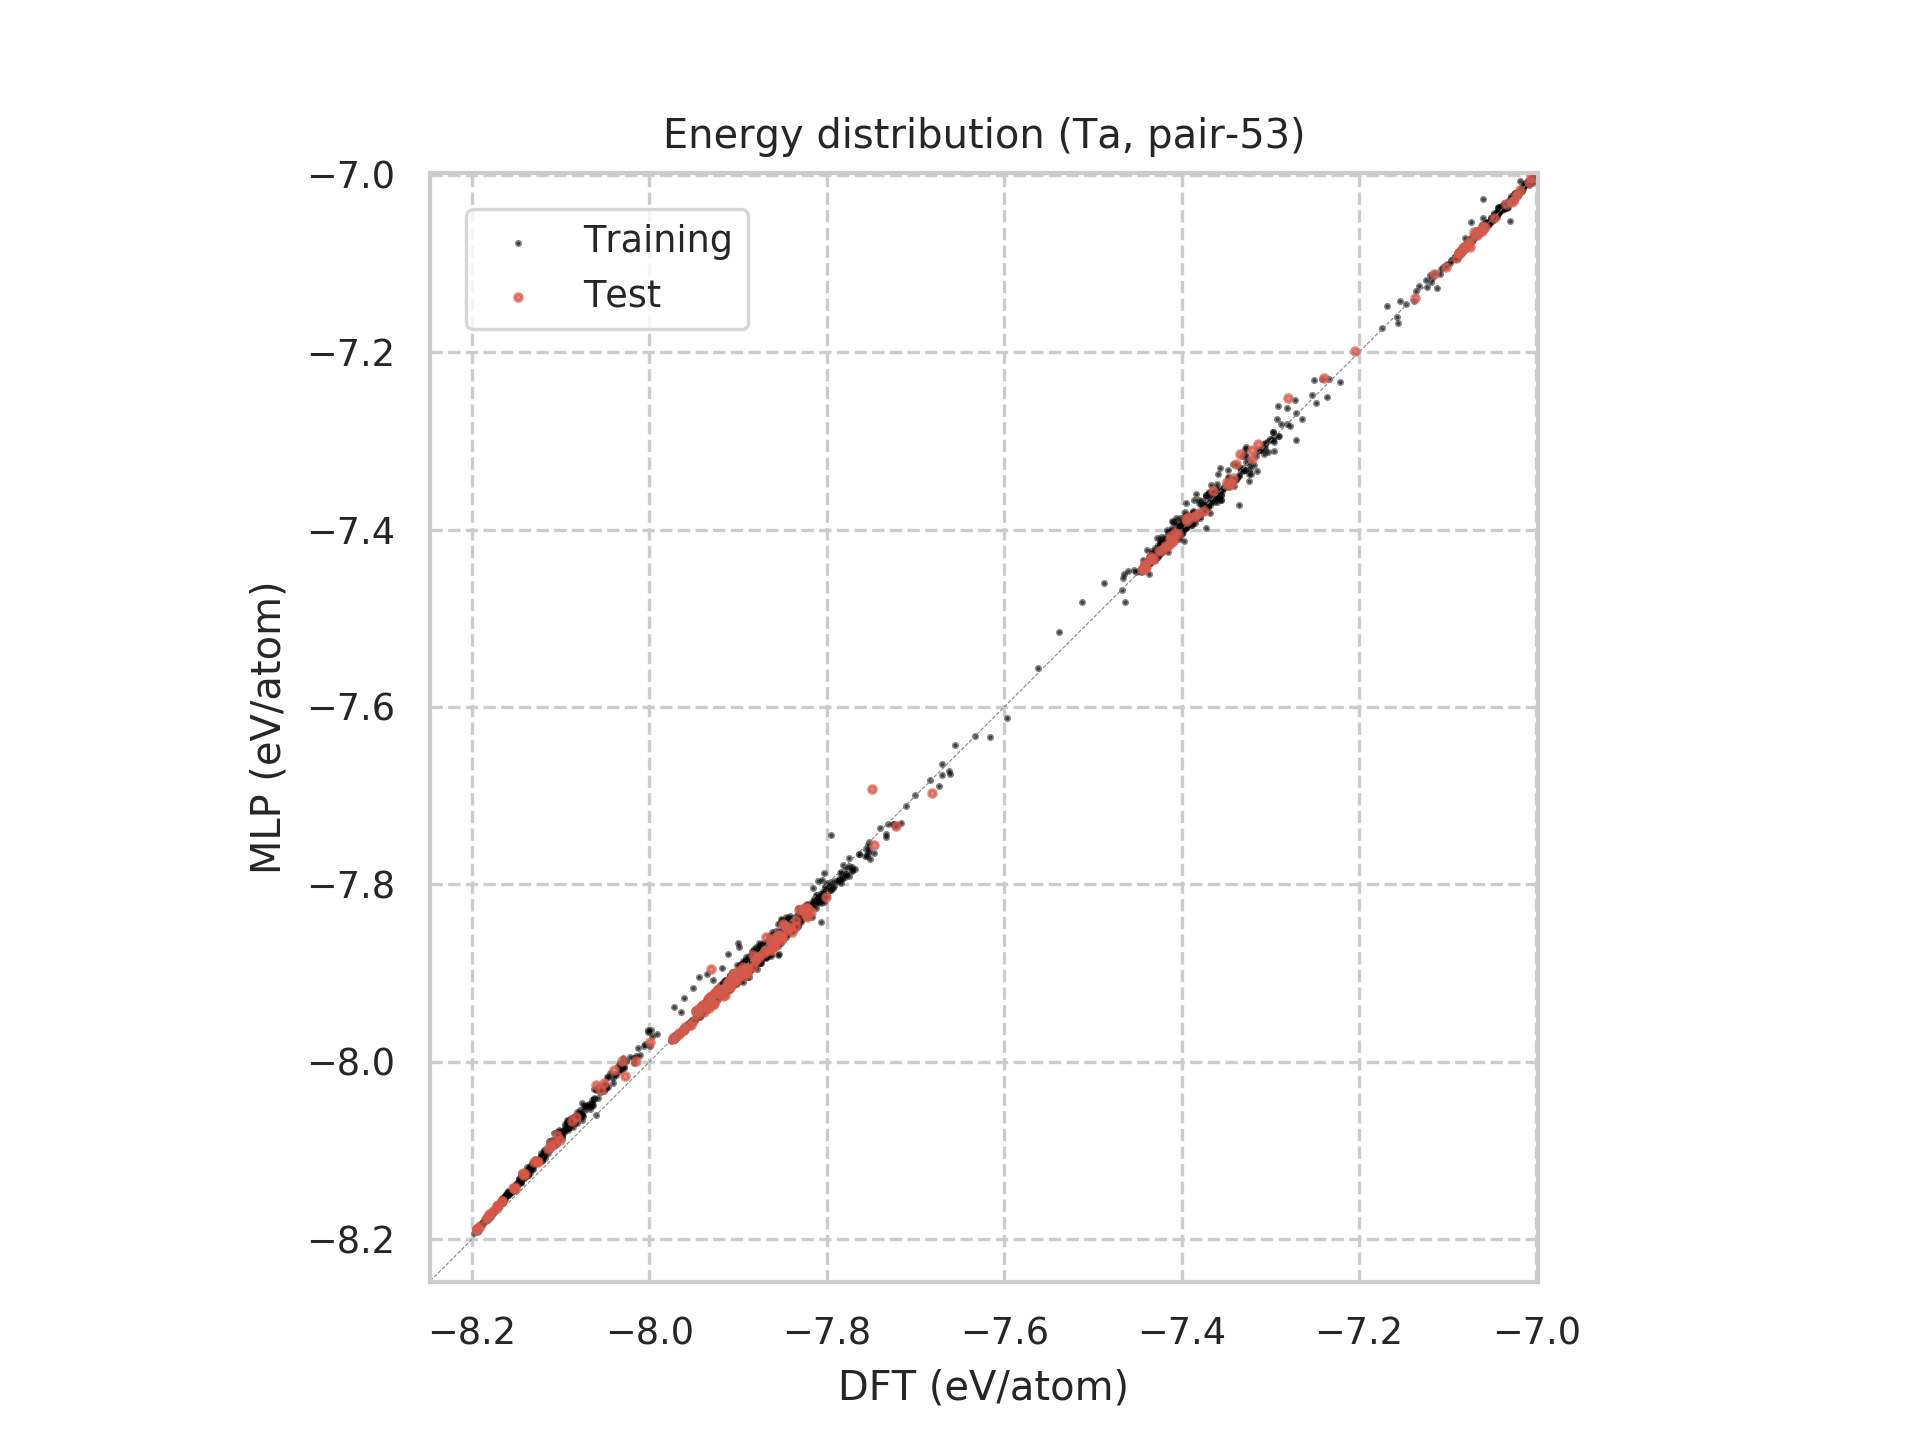 Energy distribution (Ta, pair-53)
−7.0
−7.2
−7.4
−7.6
−7.8
−8.0
−8.2
MLP (eV/atom)
Training
Test
−8.2 −8.0 −7.8 −7.6 −7.4 −7.2 −7.0
DFT (eV/atom)